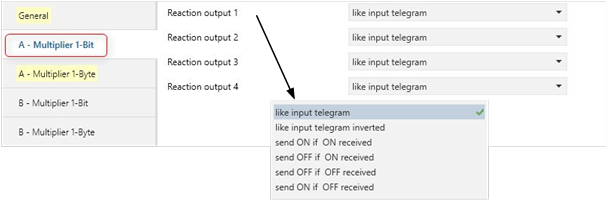 General
A - Multiplier 1-Bit
A - Multiplier 1-Byte
B - Multiplier 1-Bit
B - Multiplier 1-Byte
Reaction output 1 like input telegram
Reaction output 2 like input telegram
Reaction output 3 like input telegram
Reaction output 4 like input telegram
like input telegram
like input telegram inverted
send ON if ON received
send OFF if ON received
send OFF if OFF received
send ON if OFF received